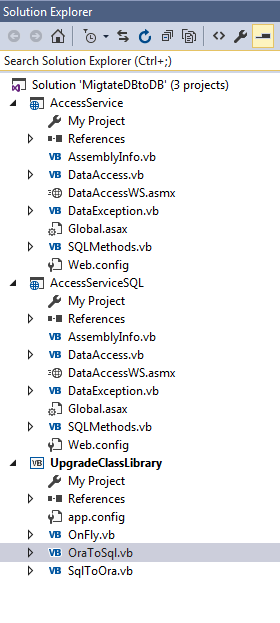 Solution Explorer
Search Solution Explorer (Ctrl+;)
Solution 'MigtateDBtoDB' (3 projects)
AccessService
My Project
References
AssemblyInfo.vb
DataAccess.vb
DataAccessWS.asmx
DataException.vb
Global.asax
SQLMethods.vb
Web.config
AccessServiceSQL
My Project
References
AssemblyInfo.vb
DataAccess.vb
DataAccessWS.asmx
DataException.vb
Global.asax
SQLMethods.vb
Web.config
UpgradeClassLibrary
My Project
References
app.config
OnFly.vb
OraToSql.vb
SqlToOra.vb